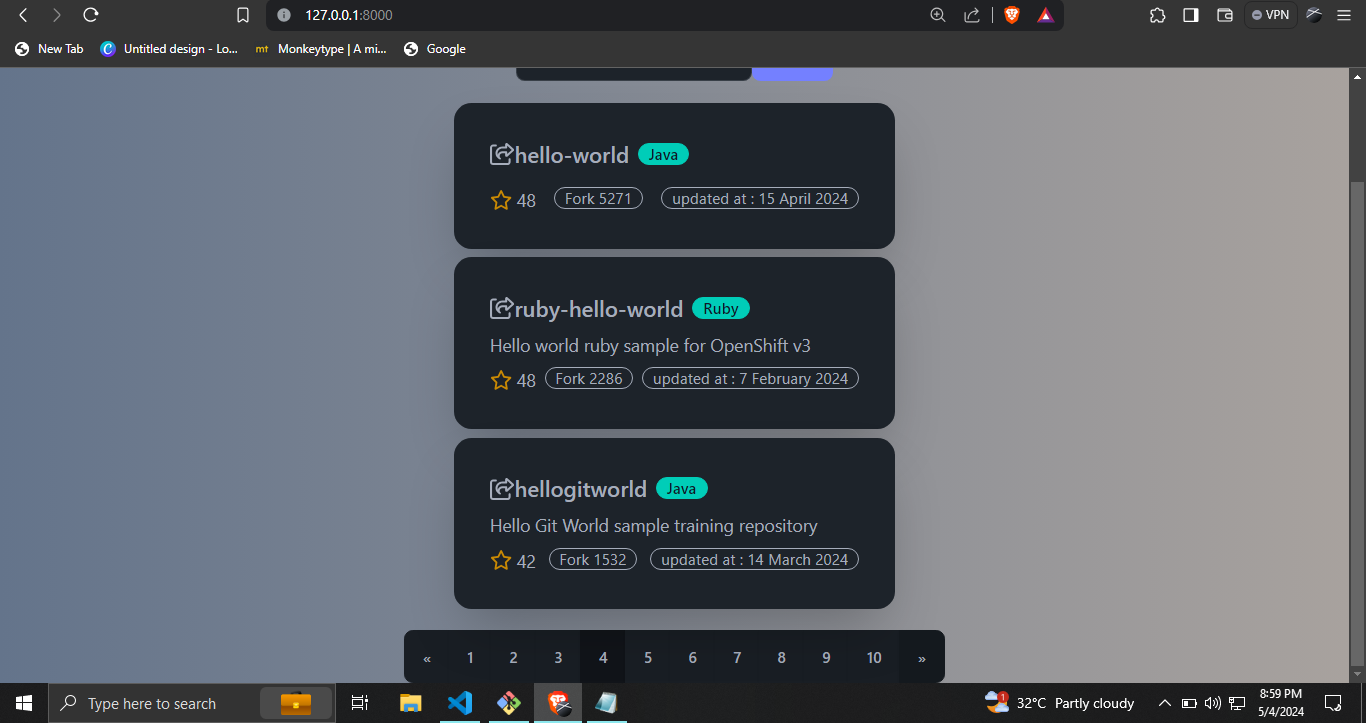 127.0.0.1:8000
VPN
New Tab
Untitled design - Lo...
mt Monkeytype | A mi...
Google
hello-world Java
48 Fork 5271 updated at : 15 April 2024
ruby-hello-world Ruby
Hello world ruby sample for OpenShift v3
48 Fork 2286 updated at : 7 February 2024
hellogitworld Java
Hello Git World sample training repository
42 Fork 1532 updated at : 14 March 2024
« 1 2 3 4 5 6 7 8 9 10 »
Type here to search
1
32°C Partly cloudy
8:59 PM
5/4/2024